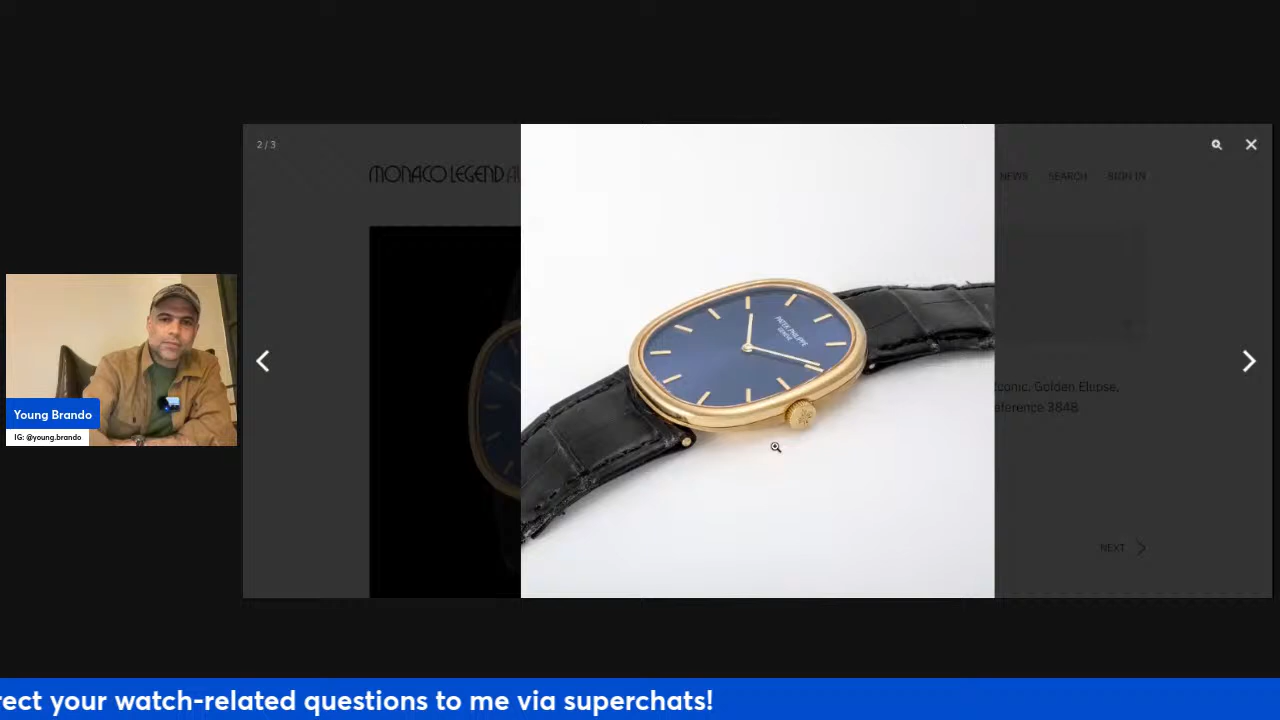 2 / 3
MONACO LEGEND
NEWS
SEARCH
SIGN IN
PATEK PHILIPPE
GENEVE
Iconic, Golden Ellipse,
reference 3848
NEXT
Young Brando
IG: @young.brando
rect your watch-related questions to me via superchats!